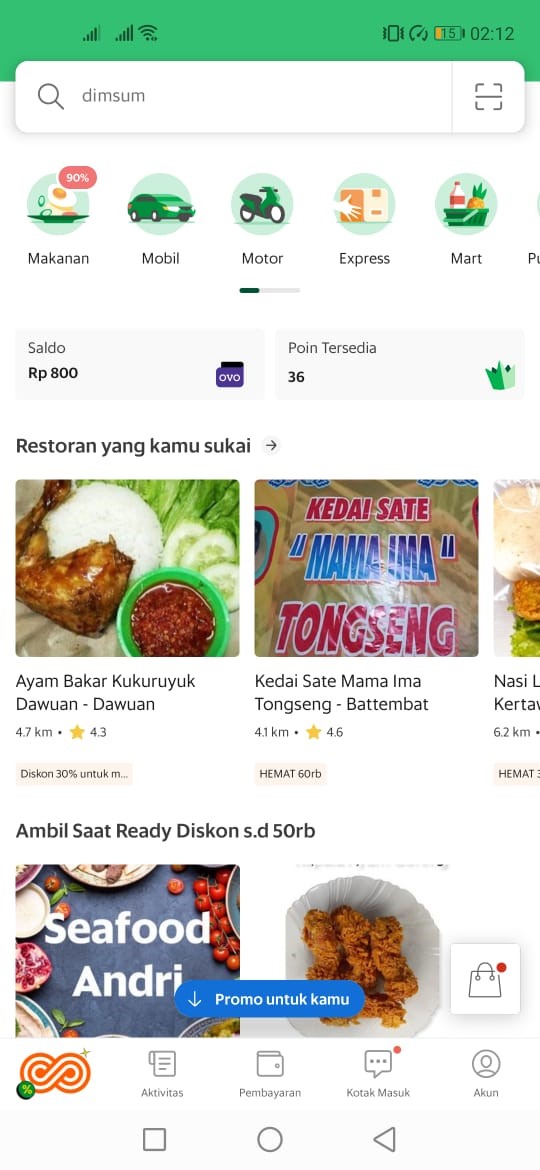 15 02:12
dimsum
90%
Makanan Mobil Motor Express Mart
Saldo
Rp 800
OVO
Poin Tersedia
36
Restoran yang kamu sukai
KEDAI SATE
"MAMA IMA"
TONGSENG
Ayam Bakar Kukuruyuk
Dawuan - Dawuan
4.7 km • 4.3
Diskon 30% untuk m...
Kedai Sate Mama Ima
Tongseng - Battembat
4.1 km • 4.6
HEMAT 60rb
Nasi L
Kertaw
6.2 km •
HEMAT
Ambil Saat Ready Diskon s.d 50rb
Seafood
Andri
Promo untuk kamu
%
Aktivitas Pembayaran Kotak Masuk Akun